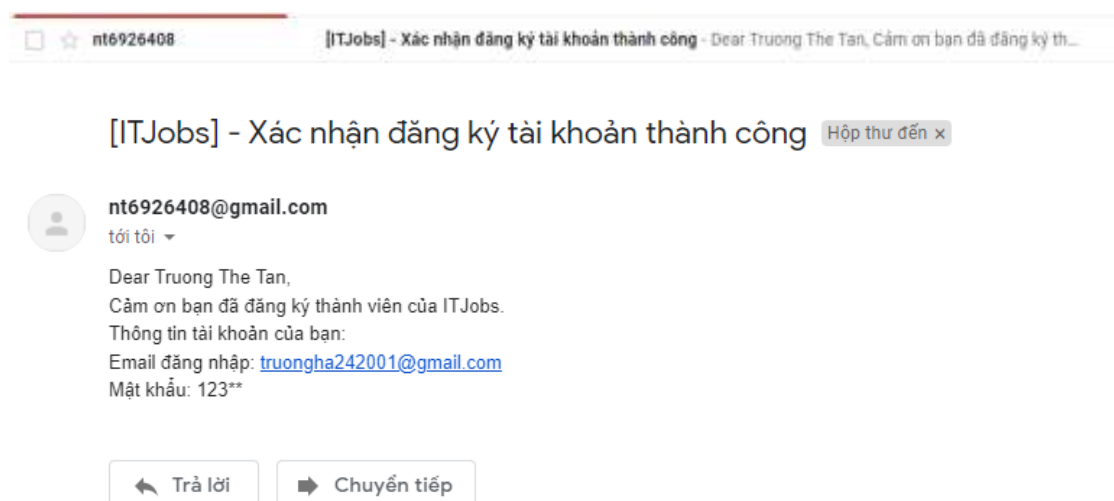 nt6926408 [ITJobs] - Xác nhận đăng ký tài khoản thành công - Dear Truong The Tan, Cảm ơn bạn đã đăng ký th...
[ITJobs] - Xác nhận đăng ký tài khoản thành công Hộp thư đến x
nt6926408@gmail.com
tới tôi
Dear Truong The Tan,
Cảm ơn bạn đã đăng ký thành viên của ITJobs.
Thông tin tài khoản của bạn:
Email đăng nhập: truongha242001@gmail.com
Mật khẩu: 123**
Trả lời Chuyển tiếp